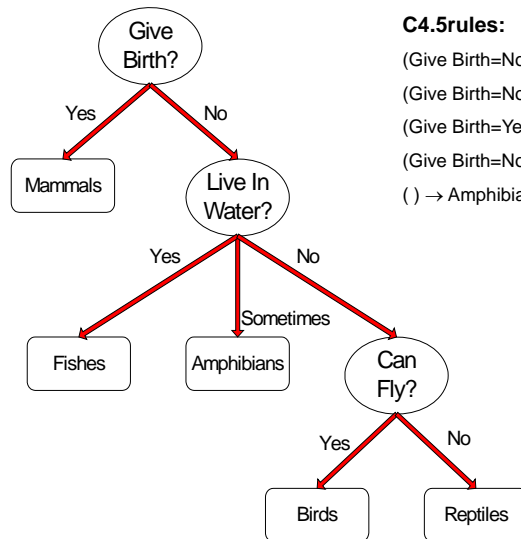 Give
Birth?
Yes
No
Mammals
Live In
Water?
Yes
No
Sometimes
Fishes
Amphibians
Can
Fly?
Yes
No
Birds
Reptiles
C4.5rules:
(Give Birth=No
(Give Birth=No
(Give Birth=Ye
(Give Birth=No
( ) → Amphibia